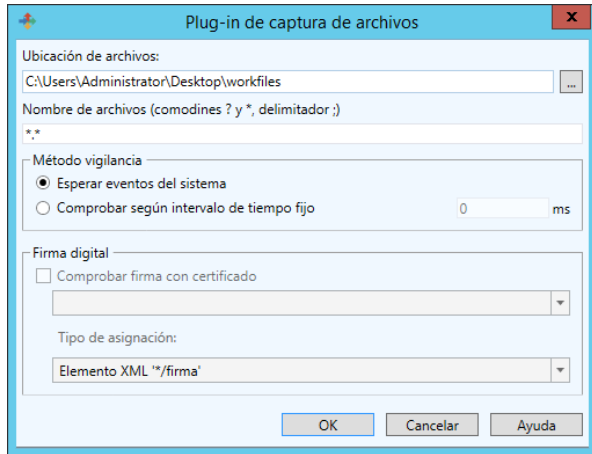 Plug-in de captura de archivos
x
Ubicación de archivos:
C:\Users\Administrator\Desktop\workfiles
...
Nombre de archivos (comodines ? y *, delimitador ;)
*.*
Método vigilancia
Esperar eventos del sistema
Comprobar según intervalo de tiempo fijo 0 ms
Firma digital
Comprobar firma con certificado
Tipo de asignación:
Elemento XML '*/firma'
OK Cancelar Ayuda